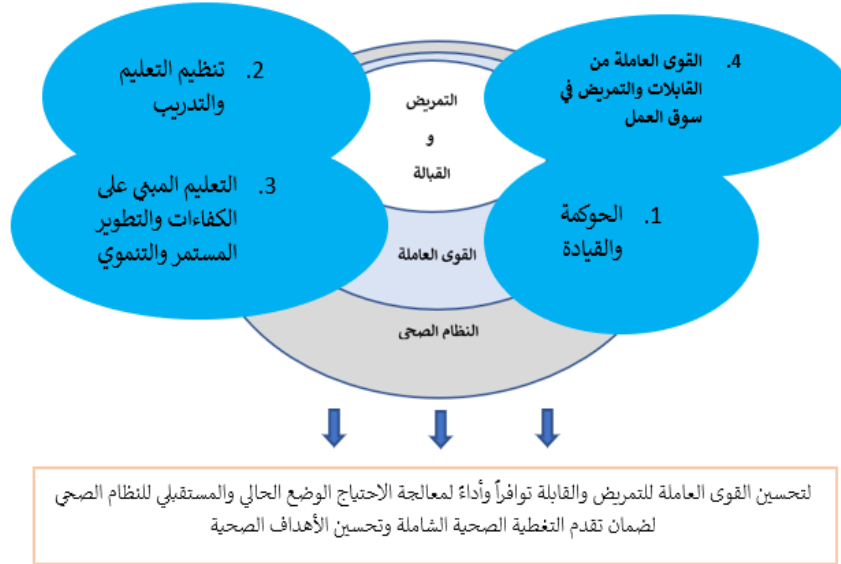 4. القوى العاملة من
القابلات والتمريض في
سوق العمل
2. تنظيم التعليم
والتدريب
التمريض
و
القبالة
3. التعليم المبني على
الكفاءات والتطوير
المستمر والتنموي
1. الحوكمة
والقيادة
القوى العاملة
النظام الصحي
لتحسين القوى العاملة للتمريض والقابلة توافراً وأداءً لمعالجة الاحتياج الوضع الحالي والمستقبلي للنظام الصحي
لضمان تقدم التغطية الصحية الشاملة وتحسين الأهداف الصحية